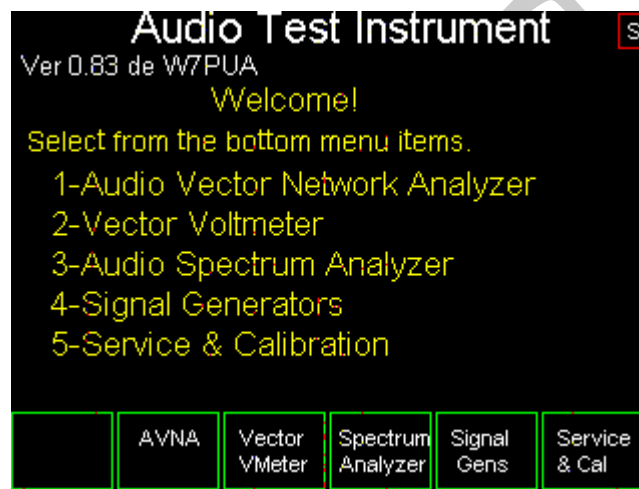 Audio Test Instrument
S
Ver 0.83 de W7PUA
Welcome!
Select from the bottom menu items.
1-Audio Vector Network Analyzer
2-Vector Voltmeter
3-Audio Spectrum Analyzer
4-Signal Generators
5-Service & Calibration
AVNA
Vector
VMeter
Spectrum
Analyzer
Signal
Gens
Service
& Cal